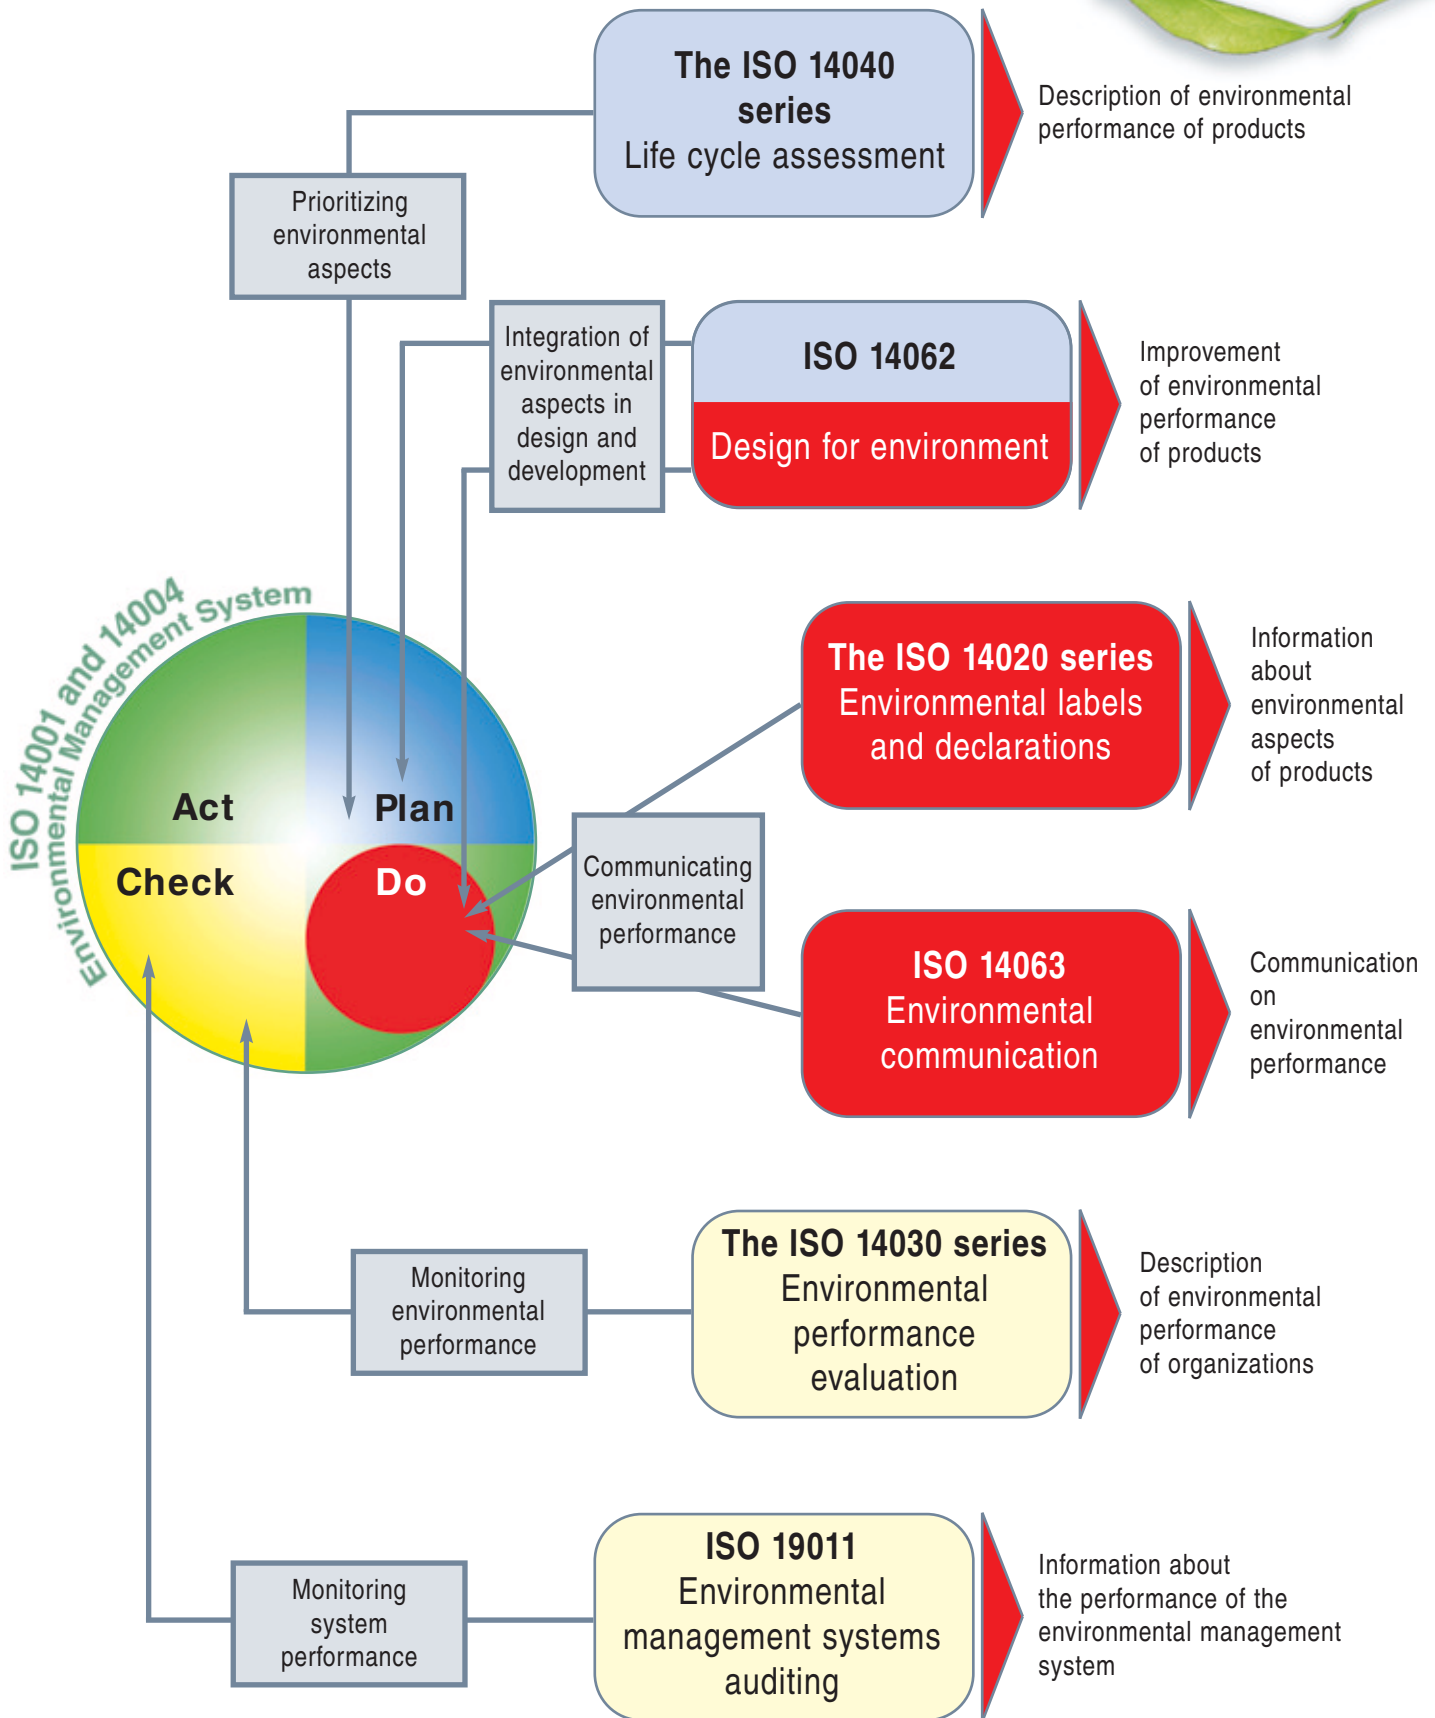 The ISO 14040
series
Life cycle assessment
Description of environmental
performance of products
Prioritizing
environmental
aspects
Integration of
environmental
aspects in
design and
development
ISO 14062
Design for environment
Improvement
of environmental
performance
of products
ISO 14001 and 14004
Environmental Management System
Act
Plan
Check
Do
The ISO 14020 series
Environmental labels
and declarations
Information
about
environmental
aspects
of products
Communicating
environmental
performance
ISO 14063
Environmental
communication
Communication
on
environmental
performance
The ISO 14030 series
Environmental
performance
evaluation
Description
of environmental
performance
of organizations
Monitoring
environmental
performance
ISO 19011
Environmental
management systems
auditing
Information about
the performance of the
environmental management
system
Monitoring
system
performance